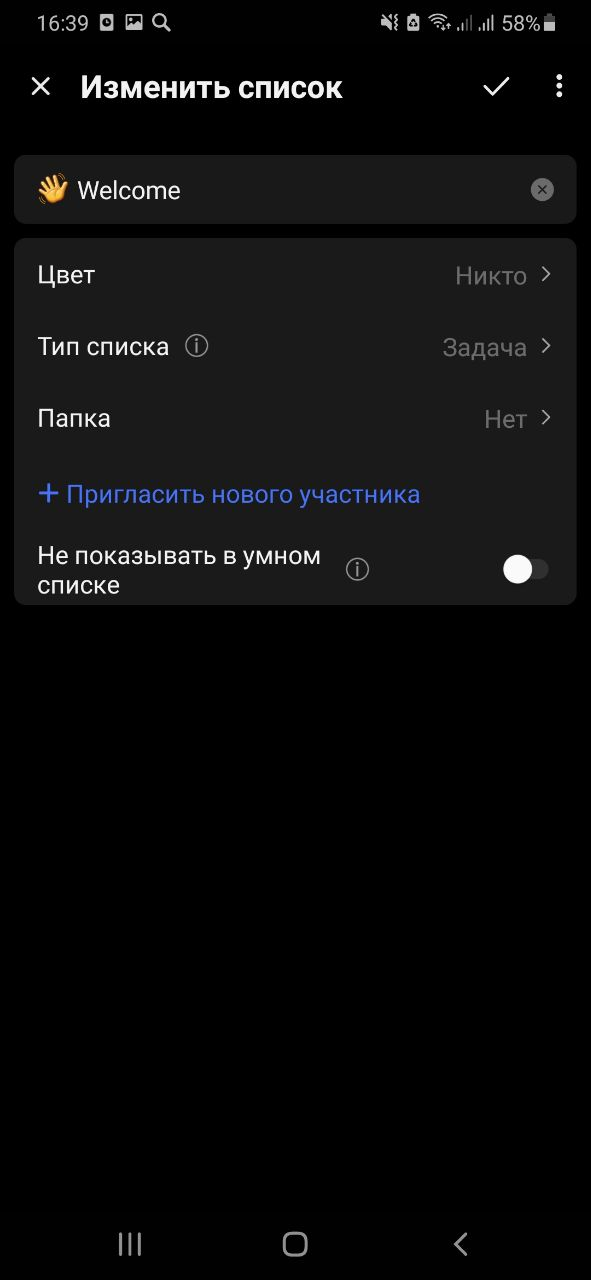 16:39 58%
Изменить список
👋 Welcome
Цвет Никто
Тип списка Задача
Папка Нет
+ Пригласить нового участника
Не показывать в умном
списке